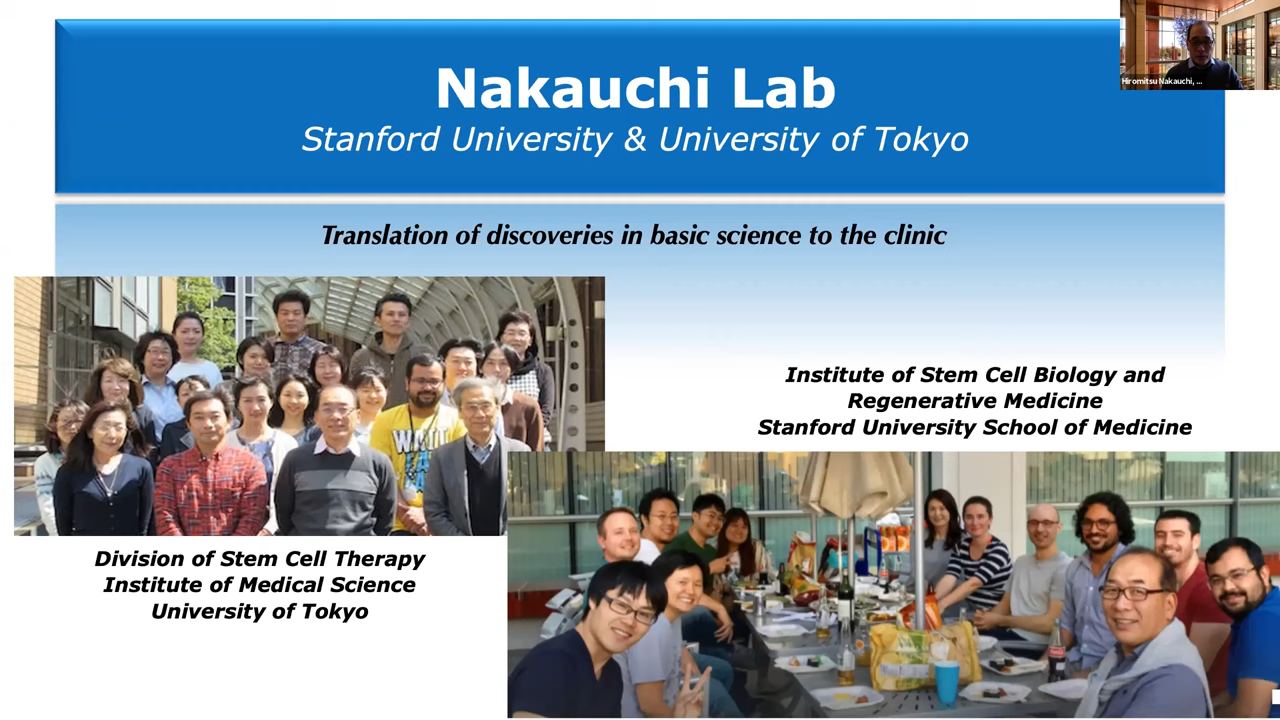 Nakauchi Lab
Stanford University & University of Tokyo
Hiromitsu Nakauchi, ...
Translation of discoveries in basic science to the clinic
Institute of Stem Cell Biology and
Regenerative Medicine
Stanford University School of Medicine
Division of Stem Cell Therapy
Institute of Medical Science
University of Tokyo